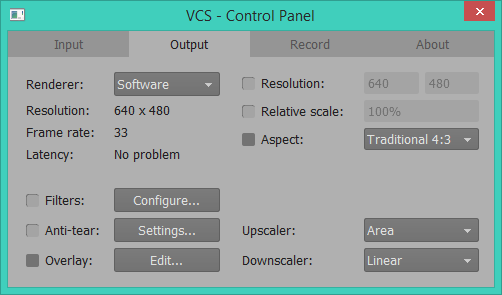 VCS - Control Panel
Input Output Record About
Renderer: Software
Resolution: 640 x 480
Frame rate: 33
Latency: No problem
Resolution: 640 480
Relative scale: 100%
Aspect: Traditional 4:3
Filters: Configure...
Anti-tear: Settings...
Overlay: Edit...
Upscaler: Area
Downscaler: Linear